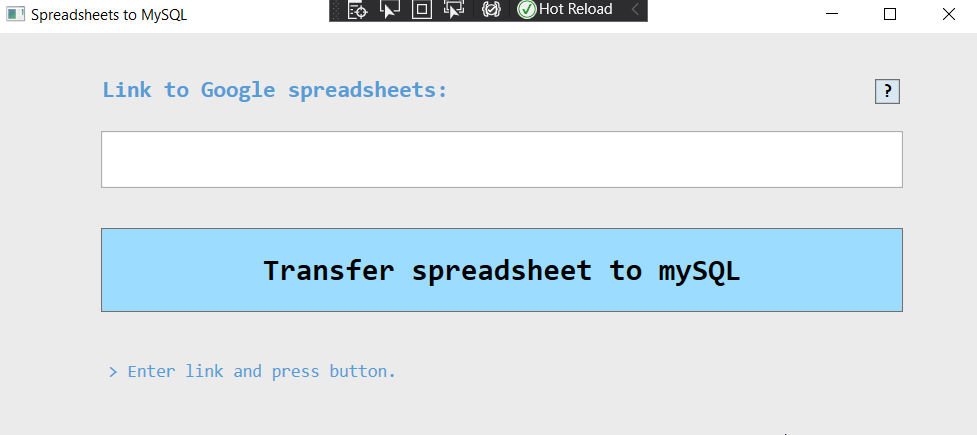 Spreadsheets to MySQL
Hot Reload
Link to Google spreadsheets:
?
Transfer spreadsheet to mySQL
> Enter link and press button.